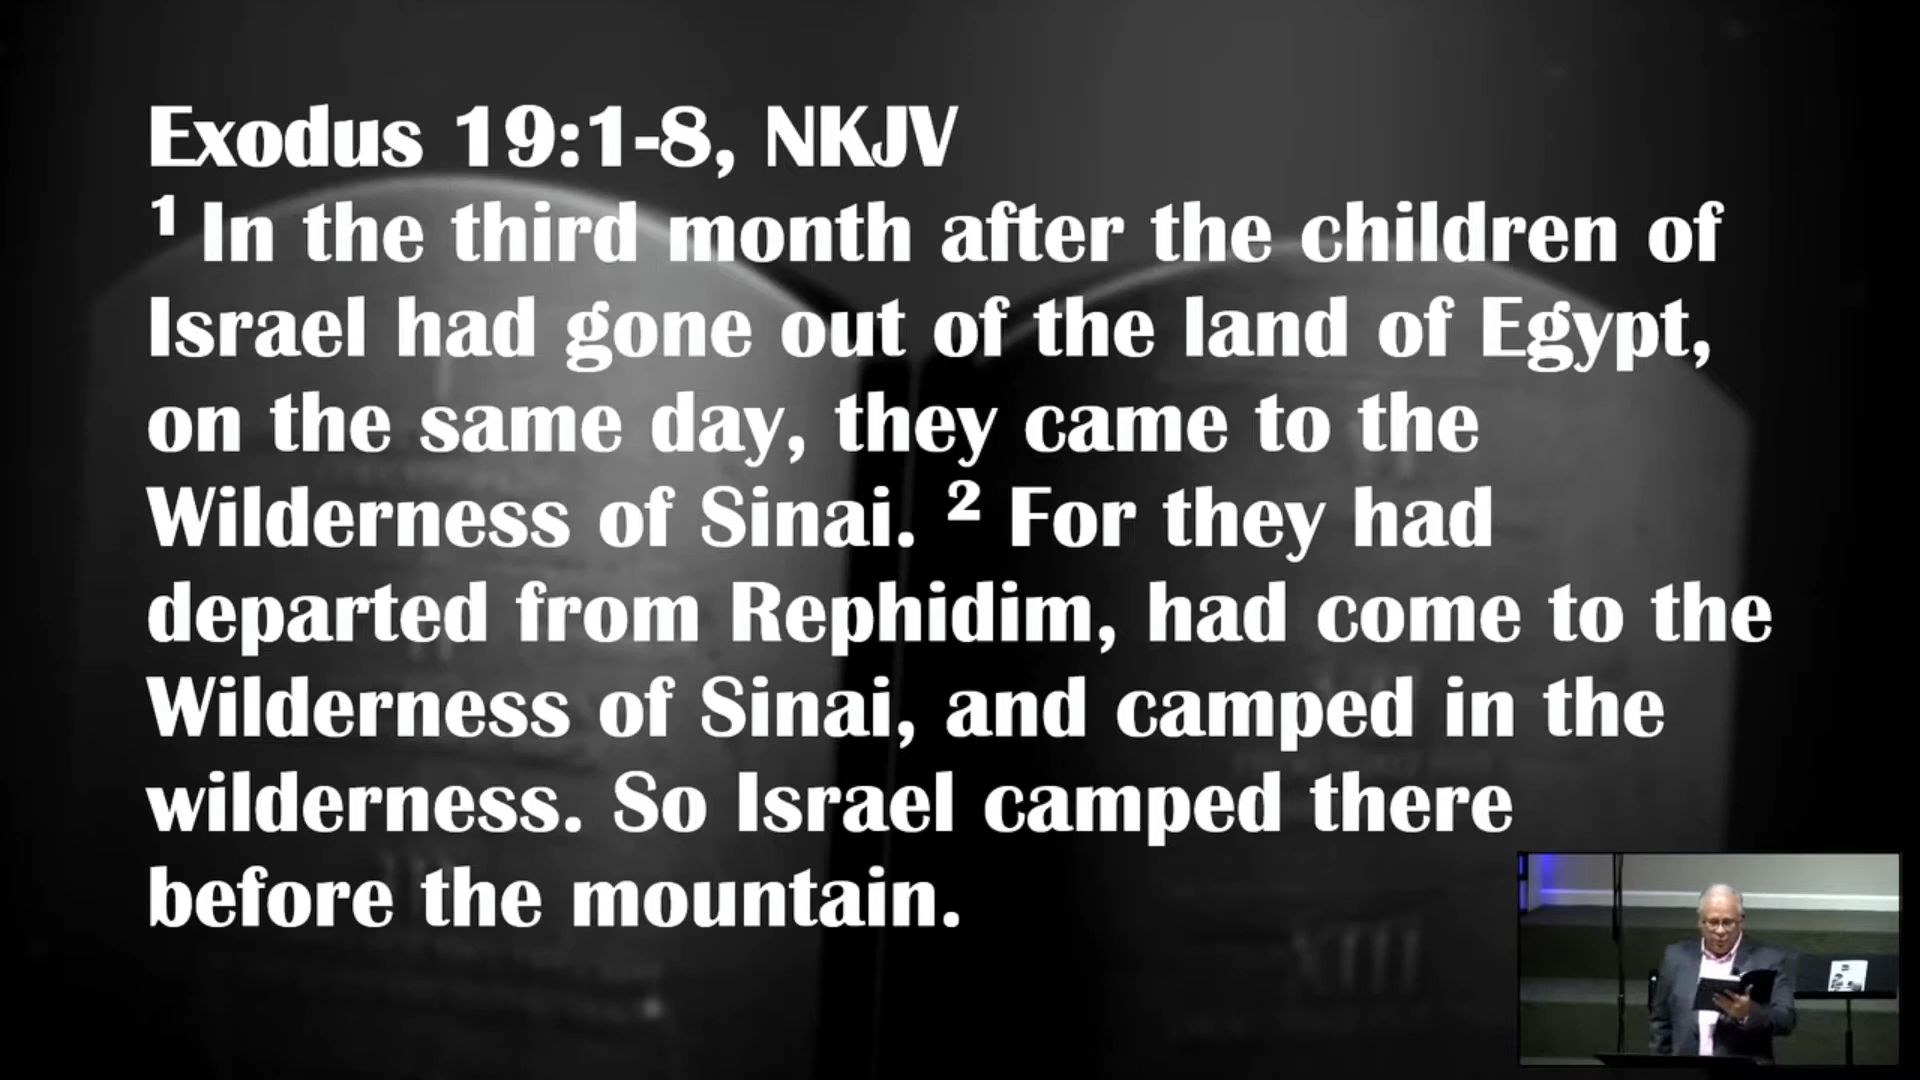 Exodus 19:1-8, NKJV
¹ In the third month after the children of
Israel had gone out of the land of Egypt,
on the same day, they came to the
Wilderness of Sinai. ² For they had
departed from Rephidim, had come to the
Wilderness of Sinai, and camped in the
wilderness. So Israel camped there
before the mountain.